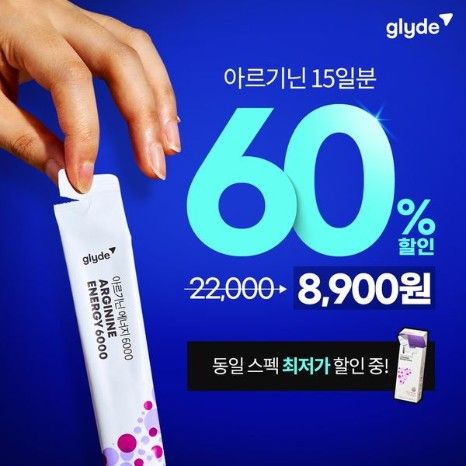 glyde
아르기닌 15일분
60%
할인
22,000
8,900원
동일 스펙 최저가 할인 중!
glyde
아르기닌 에너지 6000
ARGININE
ENERGY 6000